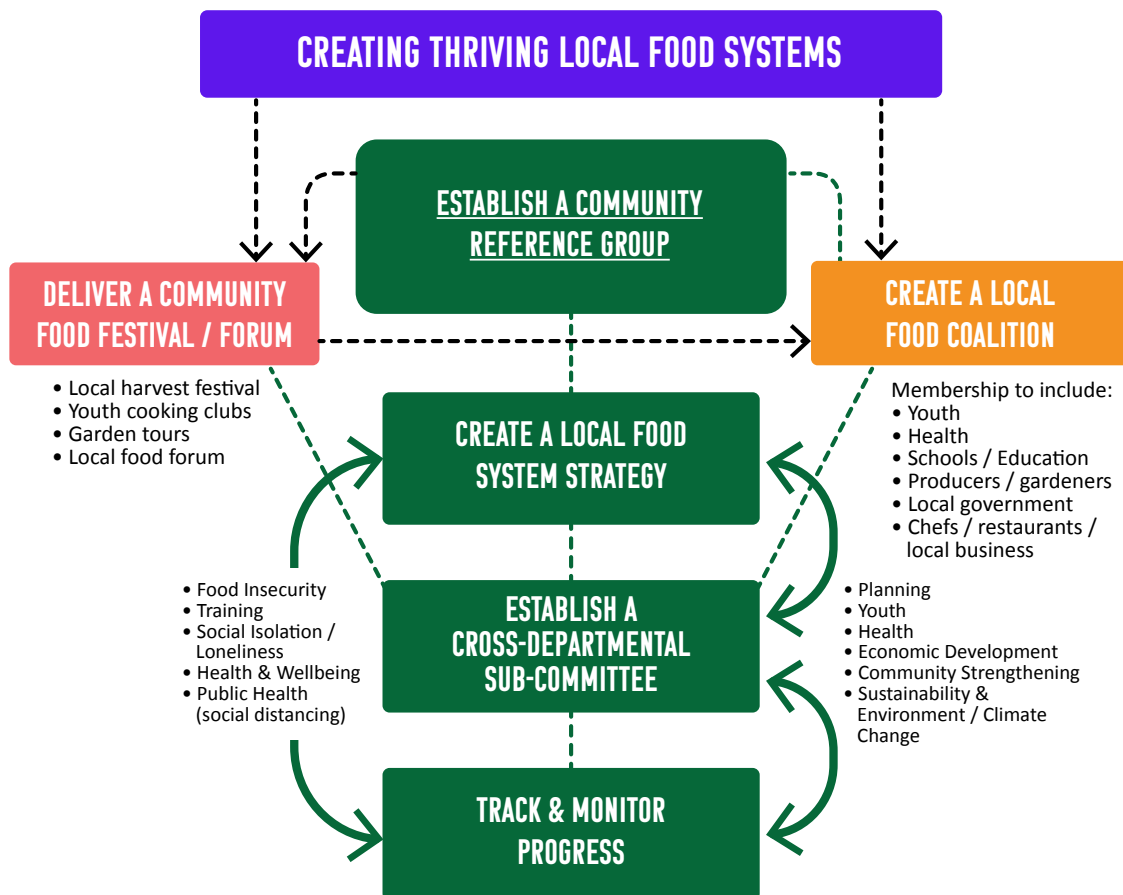 CREATING THRIVING LOCAL FOOD SYSTEMS
ESTABLISH A COMMUNITY
REFERENCE GROUP
DELIVER A COMMUNITY
FOOD FESTIVAL / FORUM
• Local harvest festival
• Youth cooking clubs
• Garden tours
• Local food forum
CREATE A LOCAL
FOOD COALITION
Membership to include:
• Youth
• Health
• Schools / Education
• Producers / gardeners
• Local government
• Chefs / restaurants /
local business
CREATE A LOCAL FOOD
SYSTEM STRATEGY
• Food Insecurity
• Training
• Social Isolation /
Loneliness
• Health & Wellbeing
• Public Health
(social distancing)
ESTABLISH A
CROSS-DEPARTMENTAL
SUB-COMMITTEE
• Planning
• Youth
• Health
• Economic Development
• Community Strengthening
• Sustainability &
Environment / Climate
Change
TRACK & MONITOR
PROGRESS